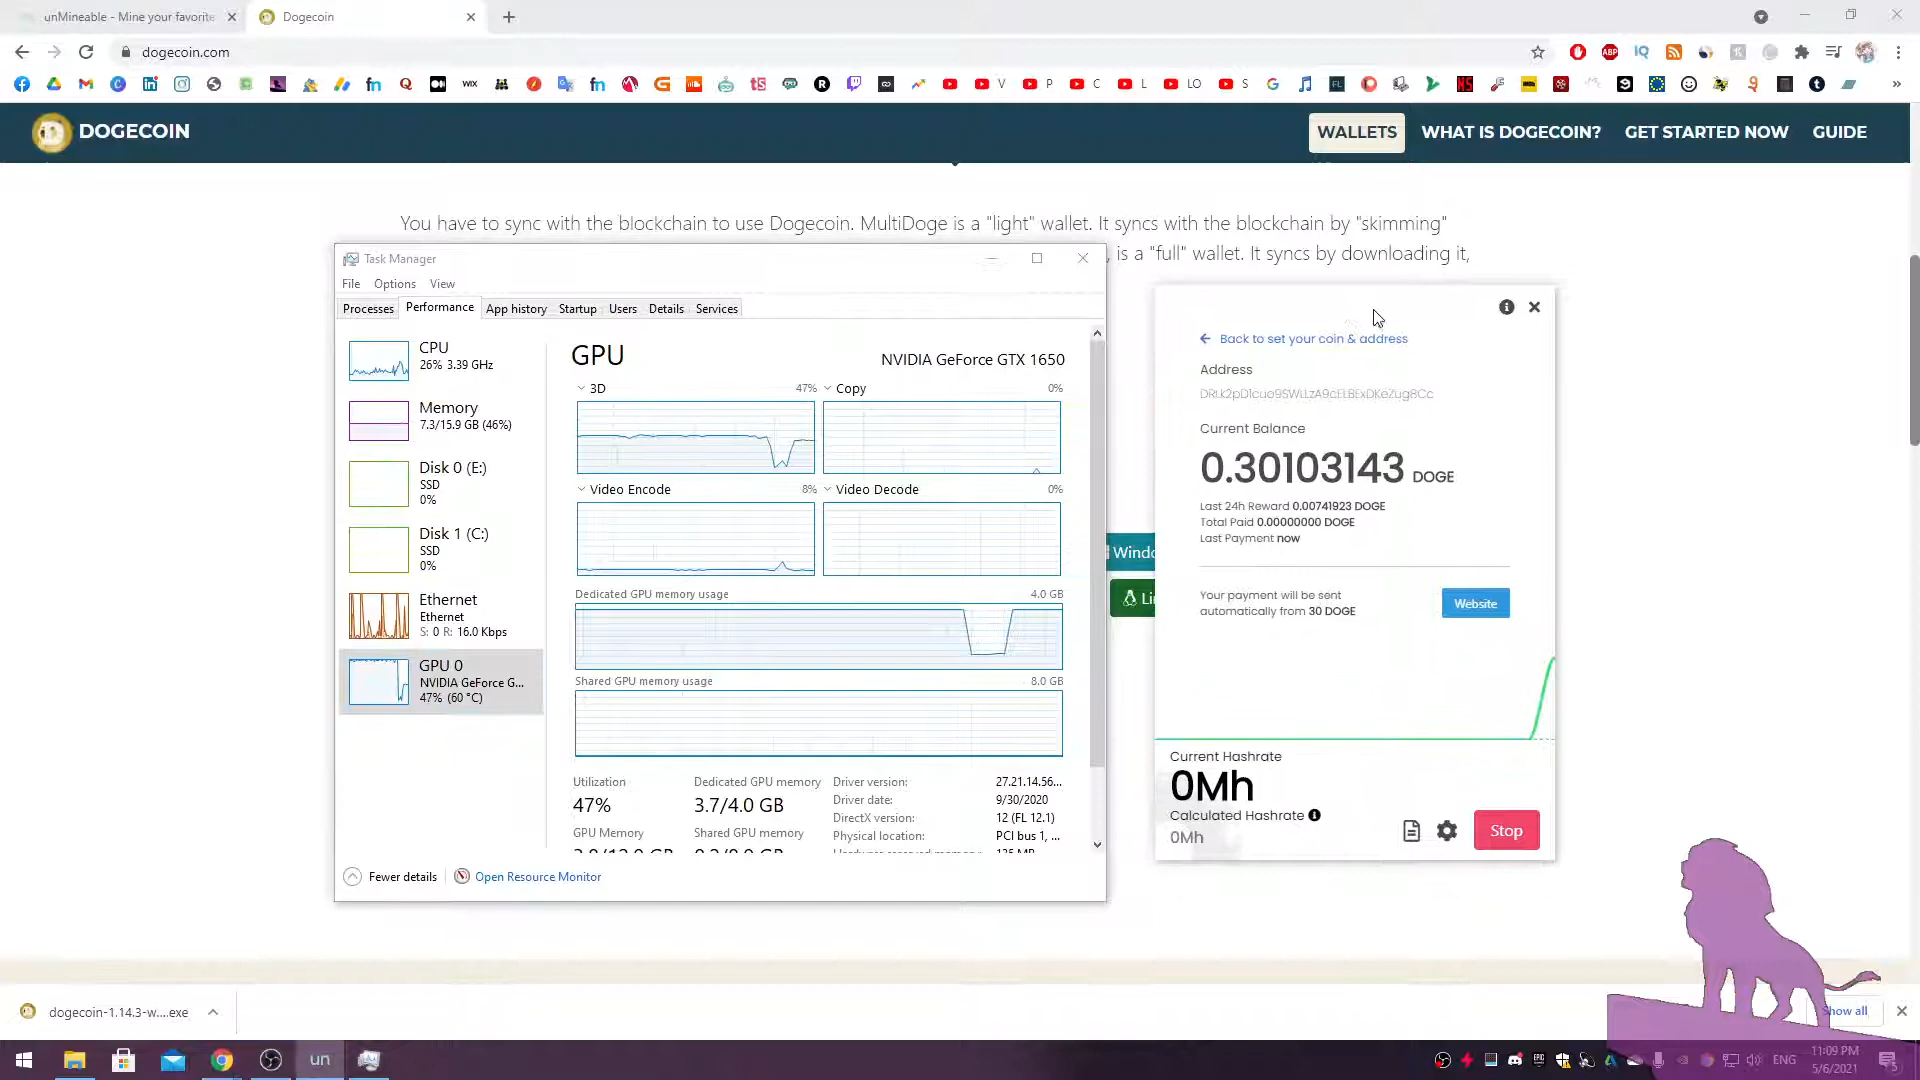 unMineable - Mine your favorite
Dogecoin
dogecoin.com
DOGECOIN
WALLETS
WHAT IS DOGECOIN?
GET STARTED NOW
GUIDE
You have to sync with the blockchain to use Dogecoin. MultiDoge is a "light" wallet. It syncs with the blockchain by "skimming"
, is a "full" wallet. It syncs by downloading it,
Task Manager
File Options View
Processes Performance App history Startup Users Details Services
CPU
26% 3.39 GHz
Memory
7.3/15.9 GB (46%)
Disk 0 (E:)
SSD
0%
Disk 1 (C:)
SSD
0%
Ethernet
Ethernet
S: 0 R: 16.0 Kbps
GPU 0
NVIDIA GeForce G...
47% (60 °C)
GPU
NVIDIA GeForce GTX 1650
3D 47% Copy 0%
Video Encode 8% Video Decode 0%
Dedicated GPU memory usage 4.0 GB
Shared GPU memory usage 8.0 GB
Utilization
47%
Dedicated GPU memory
3.7/4.0 GB
GPU Memory
Shared GPU memory
Driver version: 27.21.14.56...
Driver date: 9/30/2020
DirectX version: 12 (FL 12.1)
Physical location: PCI bus 1, ...
Fewer details
Open Resource Monitor
Windo
Li
Back to set your coin & address
Address
Current Balance
0.30103143 DOGE
Last 24h Reward 0.00741923 DOGE
Total Paid 0.00000000 DOGE
Last Payment now
Your payment will be sent
automatically from 30 DOGE
Website
Current Hashrate
0Mh
Calculated Hashrate
0Mh
Stop
dogecoin-1.14.3-w....exe
Show all
un
ENG
11:09 PM
5/6/2021